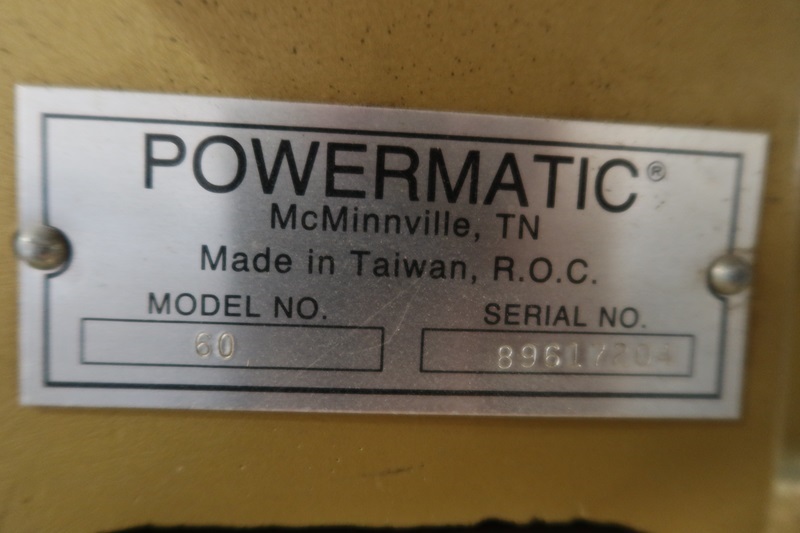 POWERMATIC®
McMinnville, TN
Made in Taiwan, R.O.C.
MODEL NO.
60
SERIAL NO.